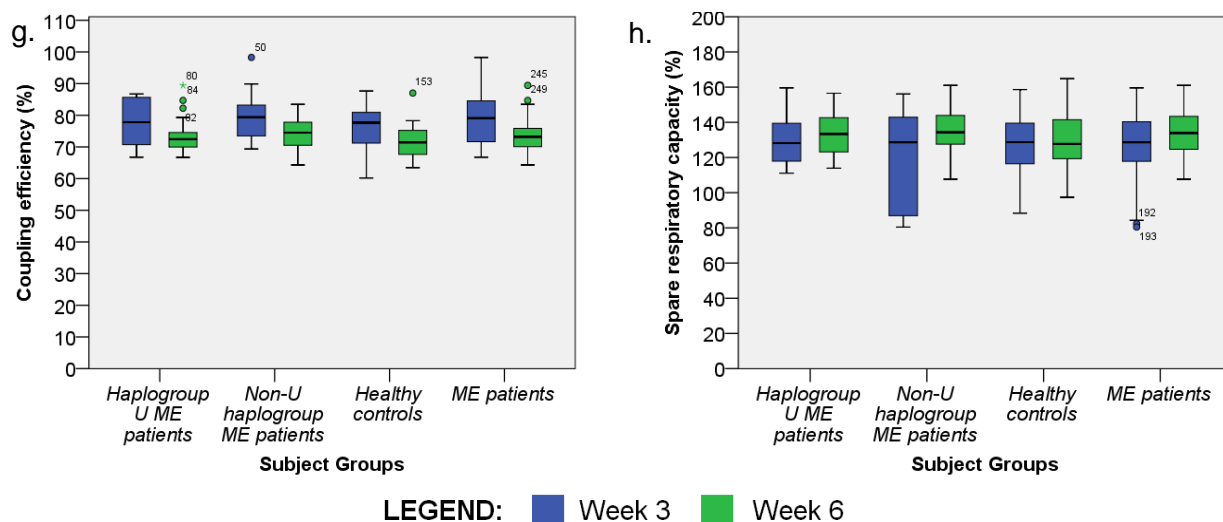 g.
Coupling efficiency (%)
110
100
90
80
70
60
50
40
30
20
10
0
50
80
84
82
153
245
249
Haplogroup
U ME
patients
Non-U
haplogroup
ME patients
Healthy
controls
ME patients
Subject Groups
h.
Spare respiratory capacity (%)
200
180
160
140
120
100
80
60
40
20
0
192
193
Haplogroup
U ME
patients
Non-U
haplogroup
ME patients
Healthy
controls
ME patients
Subject Groups
LEGEND: Week 3 Week 6